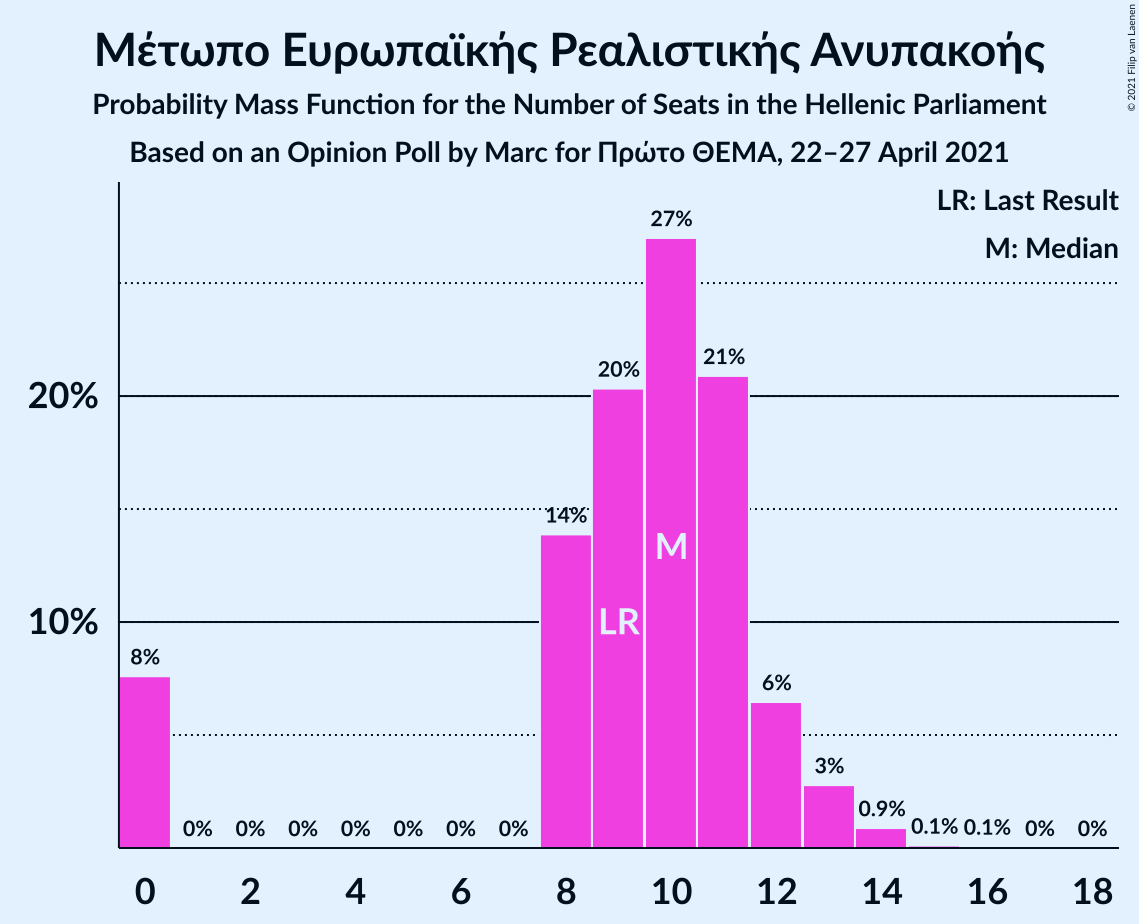 Μέτωπο Ευρωπαϊκής Ρεαλιστικής Ανυπακοής
Probability Mass Function for the Number of Seats in the Hellenic Parliament
Based on an Opinion Poll by Marc for Πρώτο ΘΕΜΑ, 22–27 April 2021
© 2021 Filip van Laenen
LR: Last Result
M: Median
27%
21%
20%
20%
14%
M
LR
10%
8%
6%
3%
0.9%
0% 0% 0% 0% 0% 0% 0% 0.1% 0.1% 0% 0%
0 2 4 6 8 10 12 14 16 18